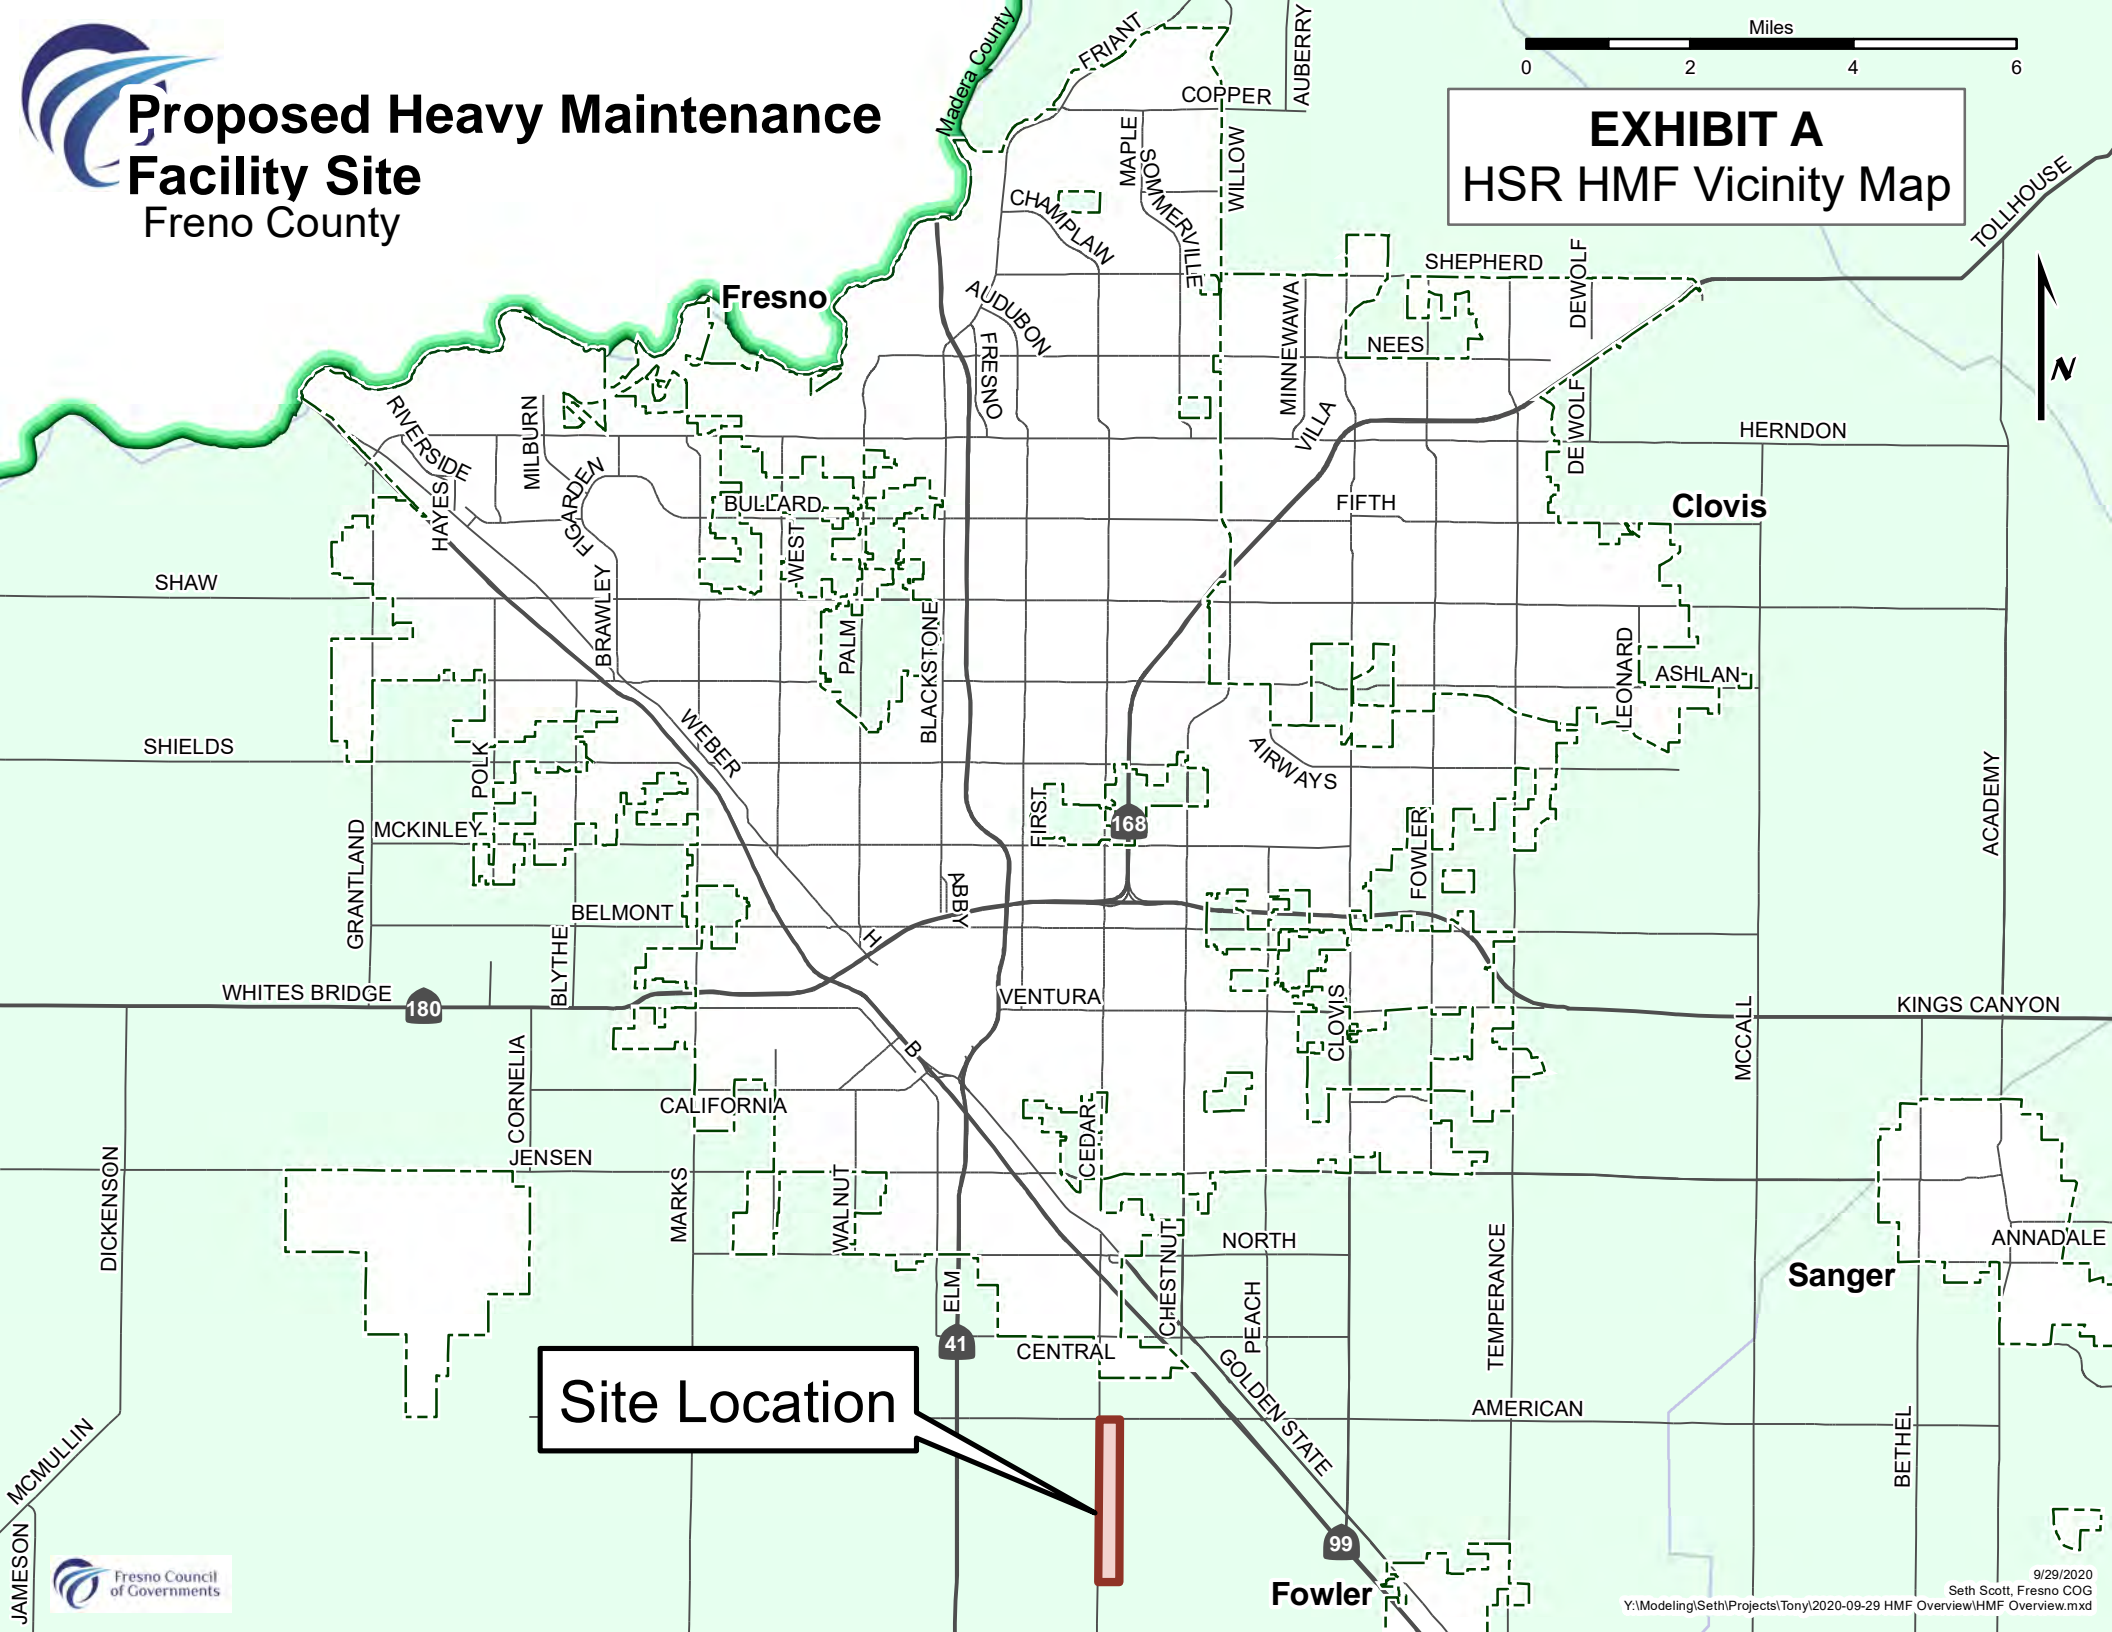 Proposed Heavy Maintenance
Facility Site
Freno County
Miles
0 2 4 6
EXHIBIT A
HSR HMF Vicinity Map
Madera County
FRIANT
AUBERRY
COPPER
MAPLE
SOMMERVILLE
WILLOW
CHAMPLAIW
TOLLHOUSE
SHEPHERD
DEWOLF
Fresno
AUDUBON
FRESNO
MINNEWAWA
NEES
N
RIVERSIDE
MILBURN
VILLA
DEWOLF
HERNDON
HAYES
FIGARDEN
BULLARD
WEST
FIFTH
Clovis
SHAW
BRAWLEY
PALM
BLACKSTONE
LEONARD
ASHLAN
SHIELDS
POLK
WEBER
AIRWAYS
ACADEMY
GRANTLAND
MCKINLEY
FIRST
168
FOWLER
ABBY
BELMONT
BLYTHE
H
WHITES BRIDGE
180
VENTURA
CLOVIS
MCCALL
KINGS CANYON
CORNELIA
B
CALIFORNIA
CEDAR
DICKENSON
JENSEN
MARKS
WALNUT
CHESTNUT
NORTH
TEMPERANCE
ANNADALE
Sanger
ELM
PEACH
41
CENTRAL
GOLDEN STATE
Site Location
AMERICAN
BETHEL
MCMULLIN
JAMESON
99
Fowler
Fresno Council
of Governments
9/29/2020
Seth Scott, Fresno COG
Y:\Modeling\Seth\Projects\Tony\2020-09-29 HMF Overview\HMF Overview.mxd